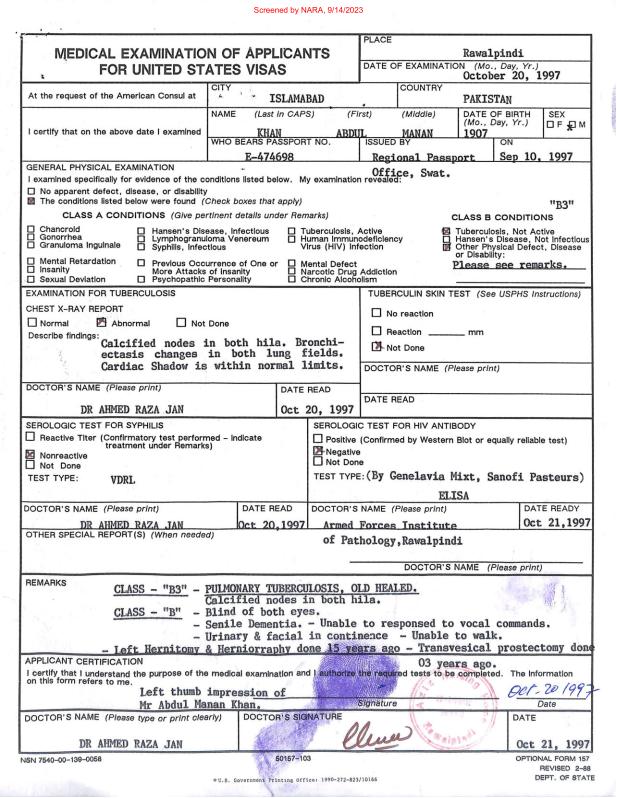 Screened by NARA, 9/14/2023
MEDICAL EXAMINATION OF APPLICANTS
FOR UNITED STATES VISAS
PLACE
Rawalpindi
DATE OF EXAMINATION (Mo., Day, Yr.)
October 20, 1997
At the request of the American Consul at
CITY
ISLAMABAD
COUNTRY
PAKISTAN
I certify that on the above date I examined
NAME (Last in CAPS) (First) (Middle)
KHAN ABDUL MANAN
DATE OF BIRTH
(Mo., Day, Yr.)
1907
SEX
F M
WHO BEARS PASSPORT NO.
E-474698
ISSUED BY
Regional Passport
Office, Swat.
ON
Sep 10, 1997
GENERAL PHYSICAL EXAMINATION
I examined specifically for evidence of the conditions listed below. My examination revealed:
No apparent defect, disease, or disability
The conditions listed below were found (Check boxes that apply)
"B3"
CLASS A CONDITIONS (Give pertinent details under Remarks)
CLASS B CONDITIONS
Chancroid
Gonorrhea
Granuloma Inguinale
Hansen's Disease, Infectious
Lymphogranuloma Venereum
Syphilis, Infectious
Tuberculosis, Active
Human Immunodeficiency
Virus (HIV) Infection
Tuberculosis, Not Active
Hansen's Disease, Not Infectious
Other Physical Defect, Disease
or Disability:
Please see remarks.
Mental Retardation
Insanity
Sexual Deviation
Previous Occurrence of One or
More Attacks of Insanity
Psychopathic Personality
Mental Defect
Narcotic Drug Addiction
Chronic Alcoholism
EXAMINATION FOR TUBERCULOSIS
CHEST X-RAY REPORT
Normal Abnormal Not Done
Describe findings:
Calcified nodes in both hila. Bronchi-
ectasis changes in both lung fields.
Cardiac Shadow is within normal limits.
TUBERCULIN SKIN TEST (See USPHS Instructions)
No reaction
Reaction ______ mm
Not Done
DOCTOR'S NAME (Please print)
DATE READ
DOCTOR'S NAME (Please print)
DR AHMED RAZA JAN
DATE READ
Oct 20, 1997
SEROLOGIC TEST FOR SYPHILIS
Reactive Titer (Confirmatory test performed - indicate
treatment under Remarks)
Nonreactive
Not Done
TEST TYPE: VDRL
SEROLOGIC TEST FOR HIV ANTIBODY
Positive (Confirmed by Western Blot or equally reliable test)
Negative
Not Done
TEST TYPE: (By Genelavia Mixt, Sanofi Pasteurs)
ELISA
DOCTOR'S NAME (Please print)
DR AHMED RAZA JAN
DATE READ
Oct 20,1997
DOCTOR'S NAME (Please print)
Armed Forces Institute
of Pathology,Rawalpindi
DATE READY
Oct 21,1997
OTHER SPECIAL REPORT(S) (When needed)
DOCTOR'S NAME (Please print)
REMARKS
CLASS - "B3" - PULMONARY TUBERCULOSIS, OLD HEALED.
Calcified nodes in both hila.
CLASS - "B" - Blind of both eyes.
- Senile Dementia. - Unable to responsed to vocal commands.
- Urinary & facial in continence - Unable to walk.
- Left Hernitomy & Herniorraphy done 15 years ago - Transvesical prostectomy done
03 years ago.
APPLICANT CERTIFICATION
I certify that I understand the purpose of the medical examination and I authorize the required tests to be completed. The Information
on this form refers to me.
Left thumb impression of
Mr Abdul Manan Khan.
Signature
Oct-20 1997
Date
DOCTOR'S NAME (Please type or print clearly)
DR AHMED RAZA JAN
DOCTOR'S SIGNATURE
DATE
Oct 21, 1997
Rawalpindi
NSN 7540-00-139-0058
50157-103
OPTIONAL FORM 157
REVISED 2-88
DEPT. OF STATE
U.S. Government Printing Office: 1990-272-823/10166